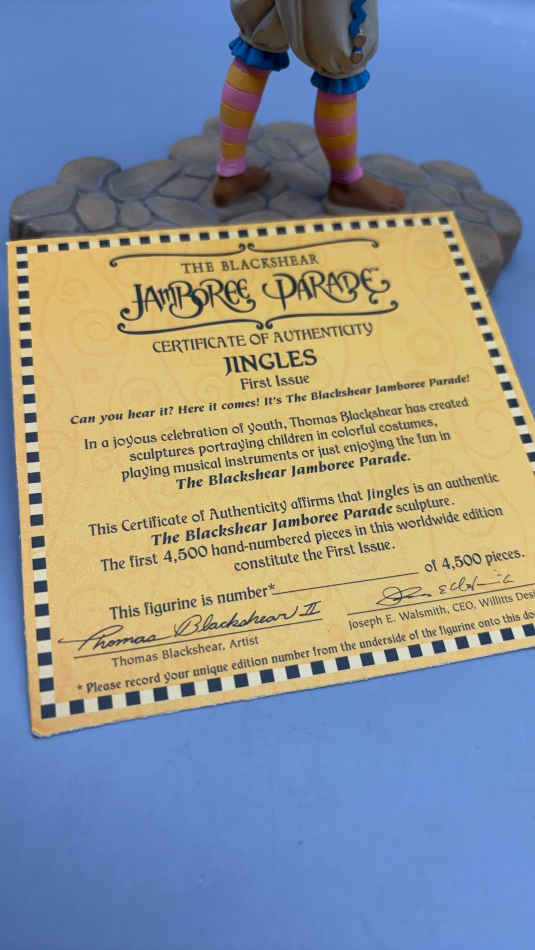 THE BLACKSHEAR
JAMBOREE PARADE™
CERTIFICATE OF AUTHENTICITY
JINGLES
First Issue
Can you hear it? Here it comes! It's The Blackshear Jamboree Parade!
In a joyous celebration of youth, Thomas Blackshear has created
sculptures portraying children in colorful costumes,
playing musical instruments or just enjoying the fun in
The Blackshear Jamboree Parade.
This Certificate of Authenticity affirms that Jingles is an authentic
The Blackshear Jamboree Parade sculpture.
The first 4,500 hand-numbered pieces in this worldwide edition
constitute the First Issue.
This figurine is number*____________ of 4,500 pieces.
Thomas Blackshear II
Thomas Blackshear, Artist
Joseph E. Walsmith, CEO, Willitts Desi
* Please record your unique edition number from the underside of the figurine onto this do